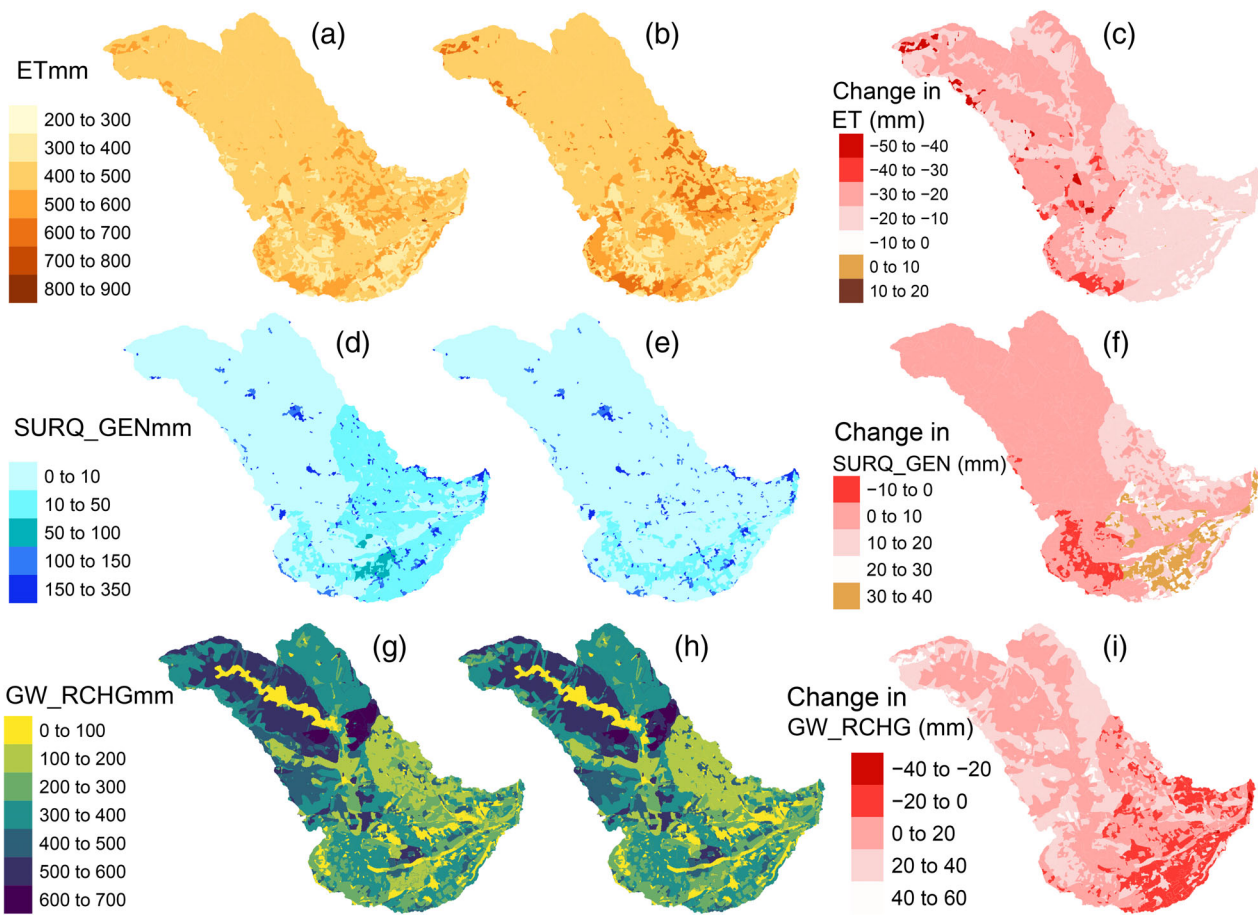 (a)
(b)
(c)
ETmm
200 to 300
300 to 400
400 to 500
500 to 600
600 to 700
700 to 800
800 to 900
Change in
ET (mm)
−50 to −40
−40 to −30
−30 to −20
−20 to −10
−10 to 0
0 to 10
10 to 20
(d)
(e)
(f)
SURQ_GENmm
0 to 10
10 to 50
50 to 100
100 to 150
150 to 350
Change in
SURQ_GEN (mm)
−10 to 0
0 to 10
10 to 20
20 to 30
30 to 40
(g)
(h)
(i)
GW_RCHGmm
0 to 100
100 to 200
200 to 300
300 to 400
400 to 500
500 to 600
600 to 700
Change in
GW_RCHG (mm)
−40 to −20
−20 to 0
0 to 20
20 to 40
40 to 60